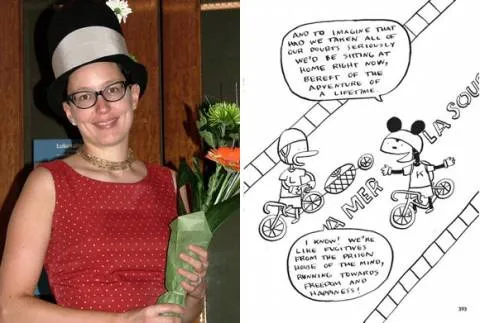 AND TO IMAGINE THAT
HAD WE TAKEN ALL OF
OUR DOUBTS SERIOUSLY
WE'D BE SITTING AT
HOME RIGHT NOW,
BEREFT OF THE
ADVENTURE OF
A LIFETIME.
LA SOU
A MER
K
I KNOW! WE'RE
LIKE FUGITIVES
FROM THE PRISON
HOUSE OF THE MIND,
RUNNING TOWARDS
FREEDOM AND
HAPPINESS!
393